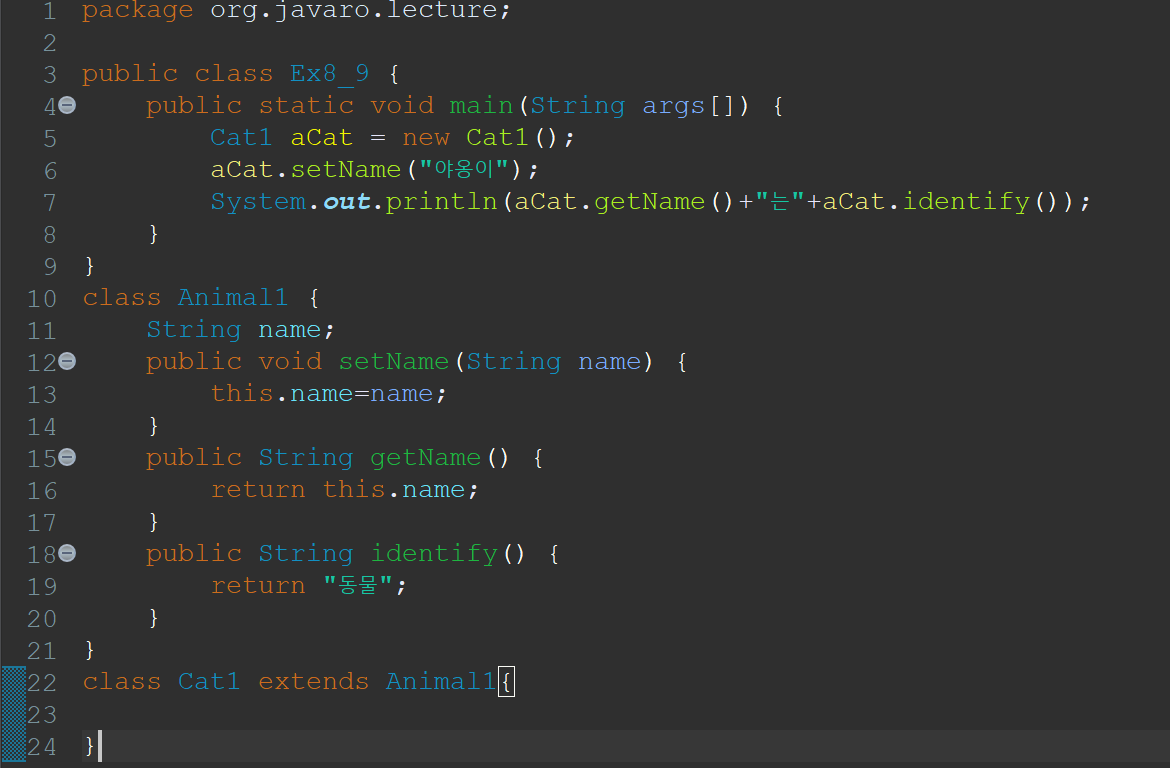 1 package org.javaro.lecture;
2
3 public class Ex8_9 {
4     public static void main(String args[]) {
5         Cat1 aCat = new Cat1();
6         aCat.setName("야옹이");
7         System.out.println(aCat.getName()+"는"+aCat.identify());
8     }
9 }
10 class Animal1 {
11     String name;
12     public void setName(String name) {
13         this.name=name;
14     }
15     public String getName() {
16         return this.name;
17     }
18     public String identify() {
19         return "동물";
20     }
21 }
22 class Cat1 extends Animal1{
23
24 }